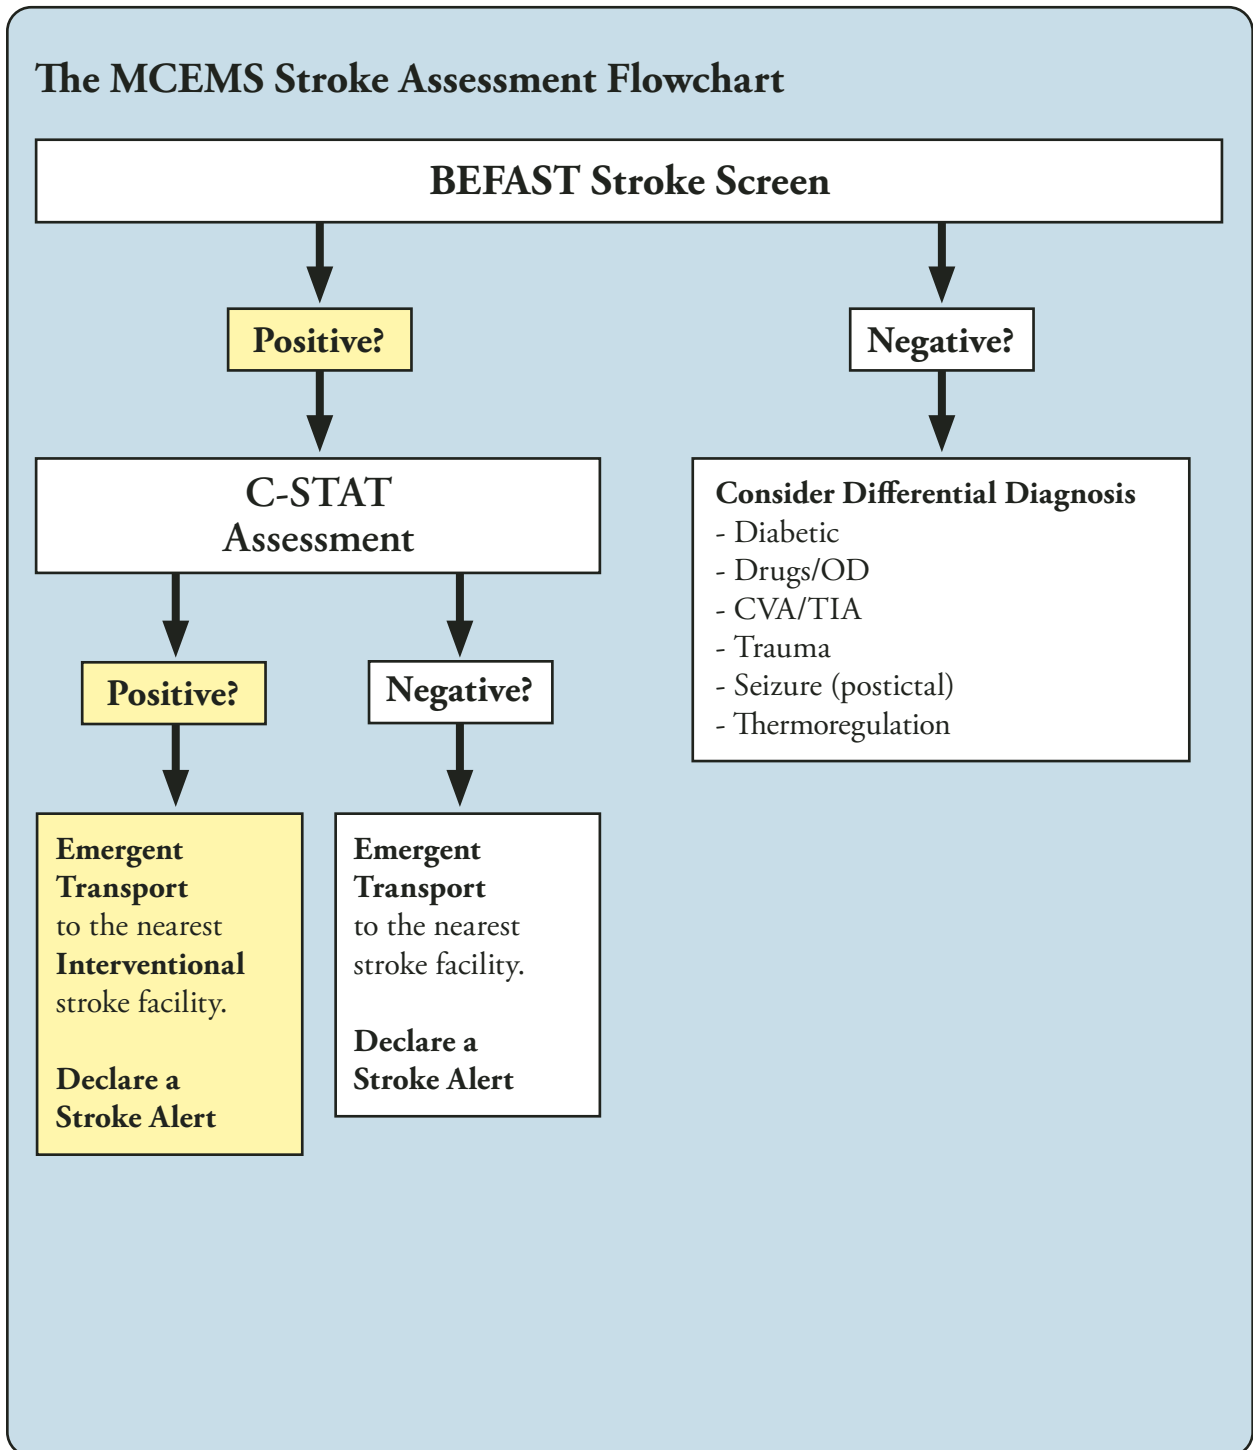 The MCEMS Stroke Assessment Flowchart
BEFAST Stroke Screen
Positive?
Negative?
C-STAT
Assessment
Consider Differential Diagnosis
- Diabetic
- Drugs/OD
- CVA/TIA
- Trauma
- Seizure (postictal)
- Thermoregulation
Positive?
Negative?
Emergent
Transport
to the nearest
Interventional
stroke facility.
Declare a
Stroke Alert
Emergent
Transport
to the nearest
stroke facility.
Declare a
Stroke Alert